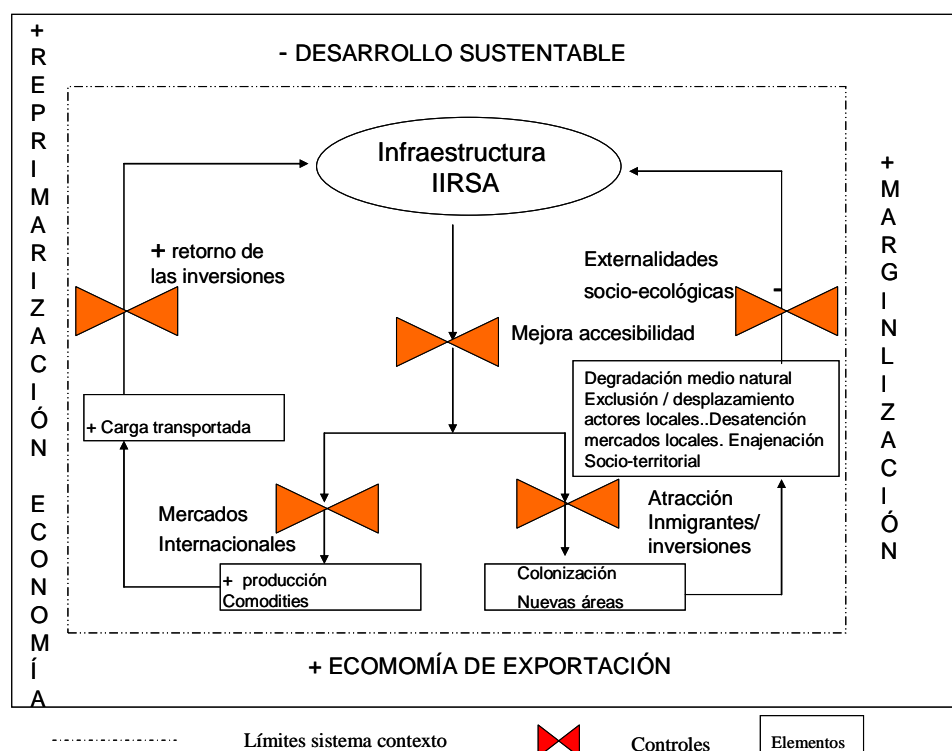 - DESARROLLO SUSTENTABLE
+ REPRIMARIZACIÓN ECONOMÍA
Infraestructura
IIRSA
+ MARGINLIZACIÓN
+ retorno de
las inversiones
Externalidades
socio-ecológicas
-
Mejora accesibilidad
Degradación medio natural
Exclusión / desplazamiento
actores locales..Desatención
mercados locales. Enajenación
Socio-territorial
+ Carga transportada
Mercados
Internacionales
Atracción
Inmigrantes/
inversiones
+ producción
Comodities
Colonización
Nuevas áreas
+ ECOMOMÍA DE EXPORTACIÓN
Límites sistema contexto
Controles
Elementos